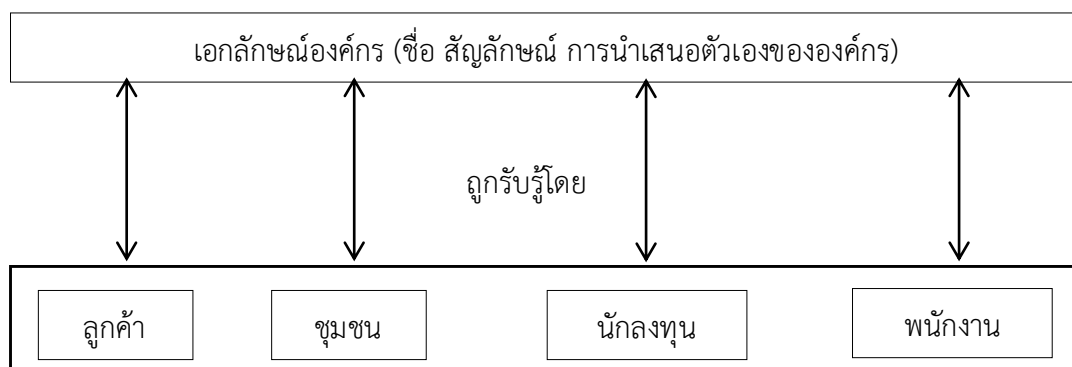 เอกลักษณ์องค์กร (ชื่อ สัญลักษณ์ การนำเสนอตัวเองขององค์กร)
ถูกรับรู้โดย
ลูกค้า
ชุมชน
นักลงทุน
พนักงาน